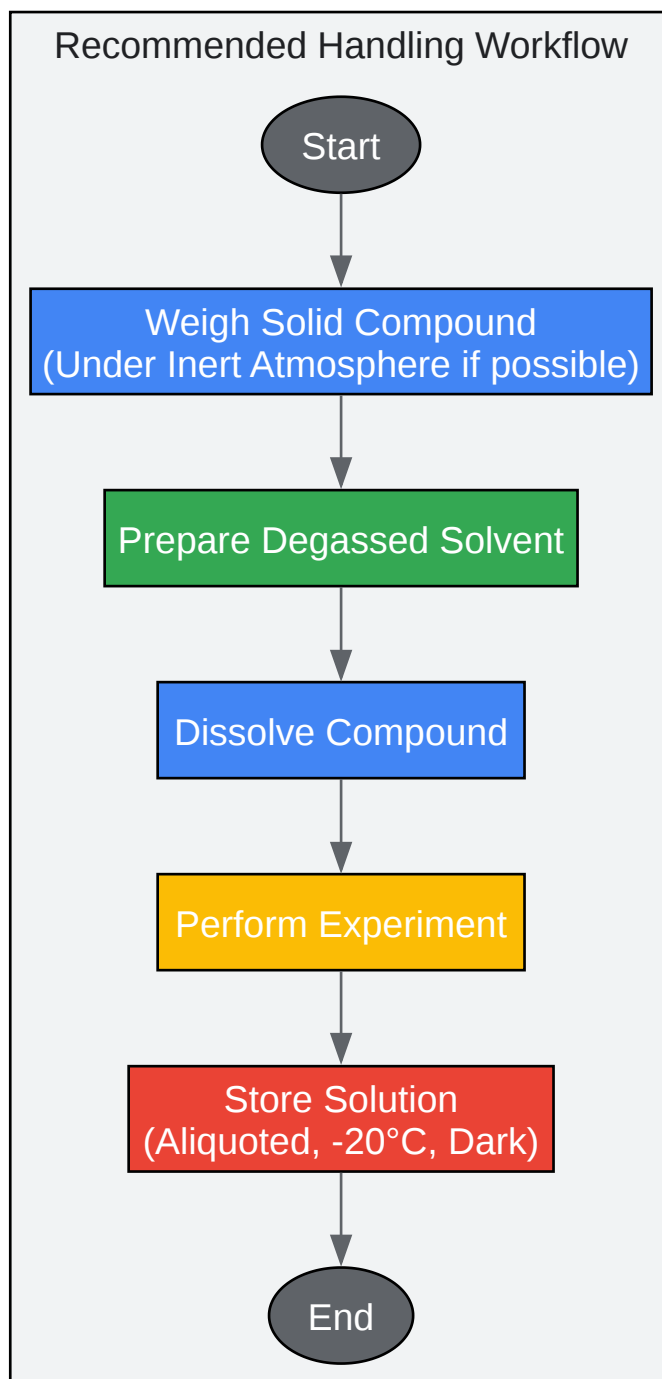 Recommended Handling Workflow
Start
Weigh Solid Compound
(Under Inert Atmosphere if possible)
Prepare Degassed Solvent
Dissolve Compound
Perform Experiment
Store Solution
(Aliquoted, -20°C, Dark)
End